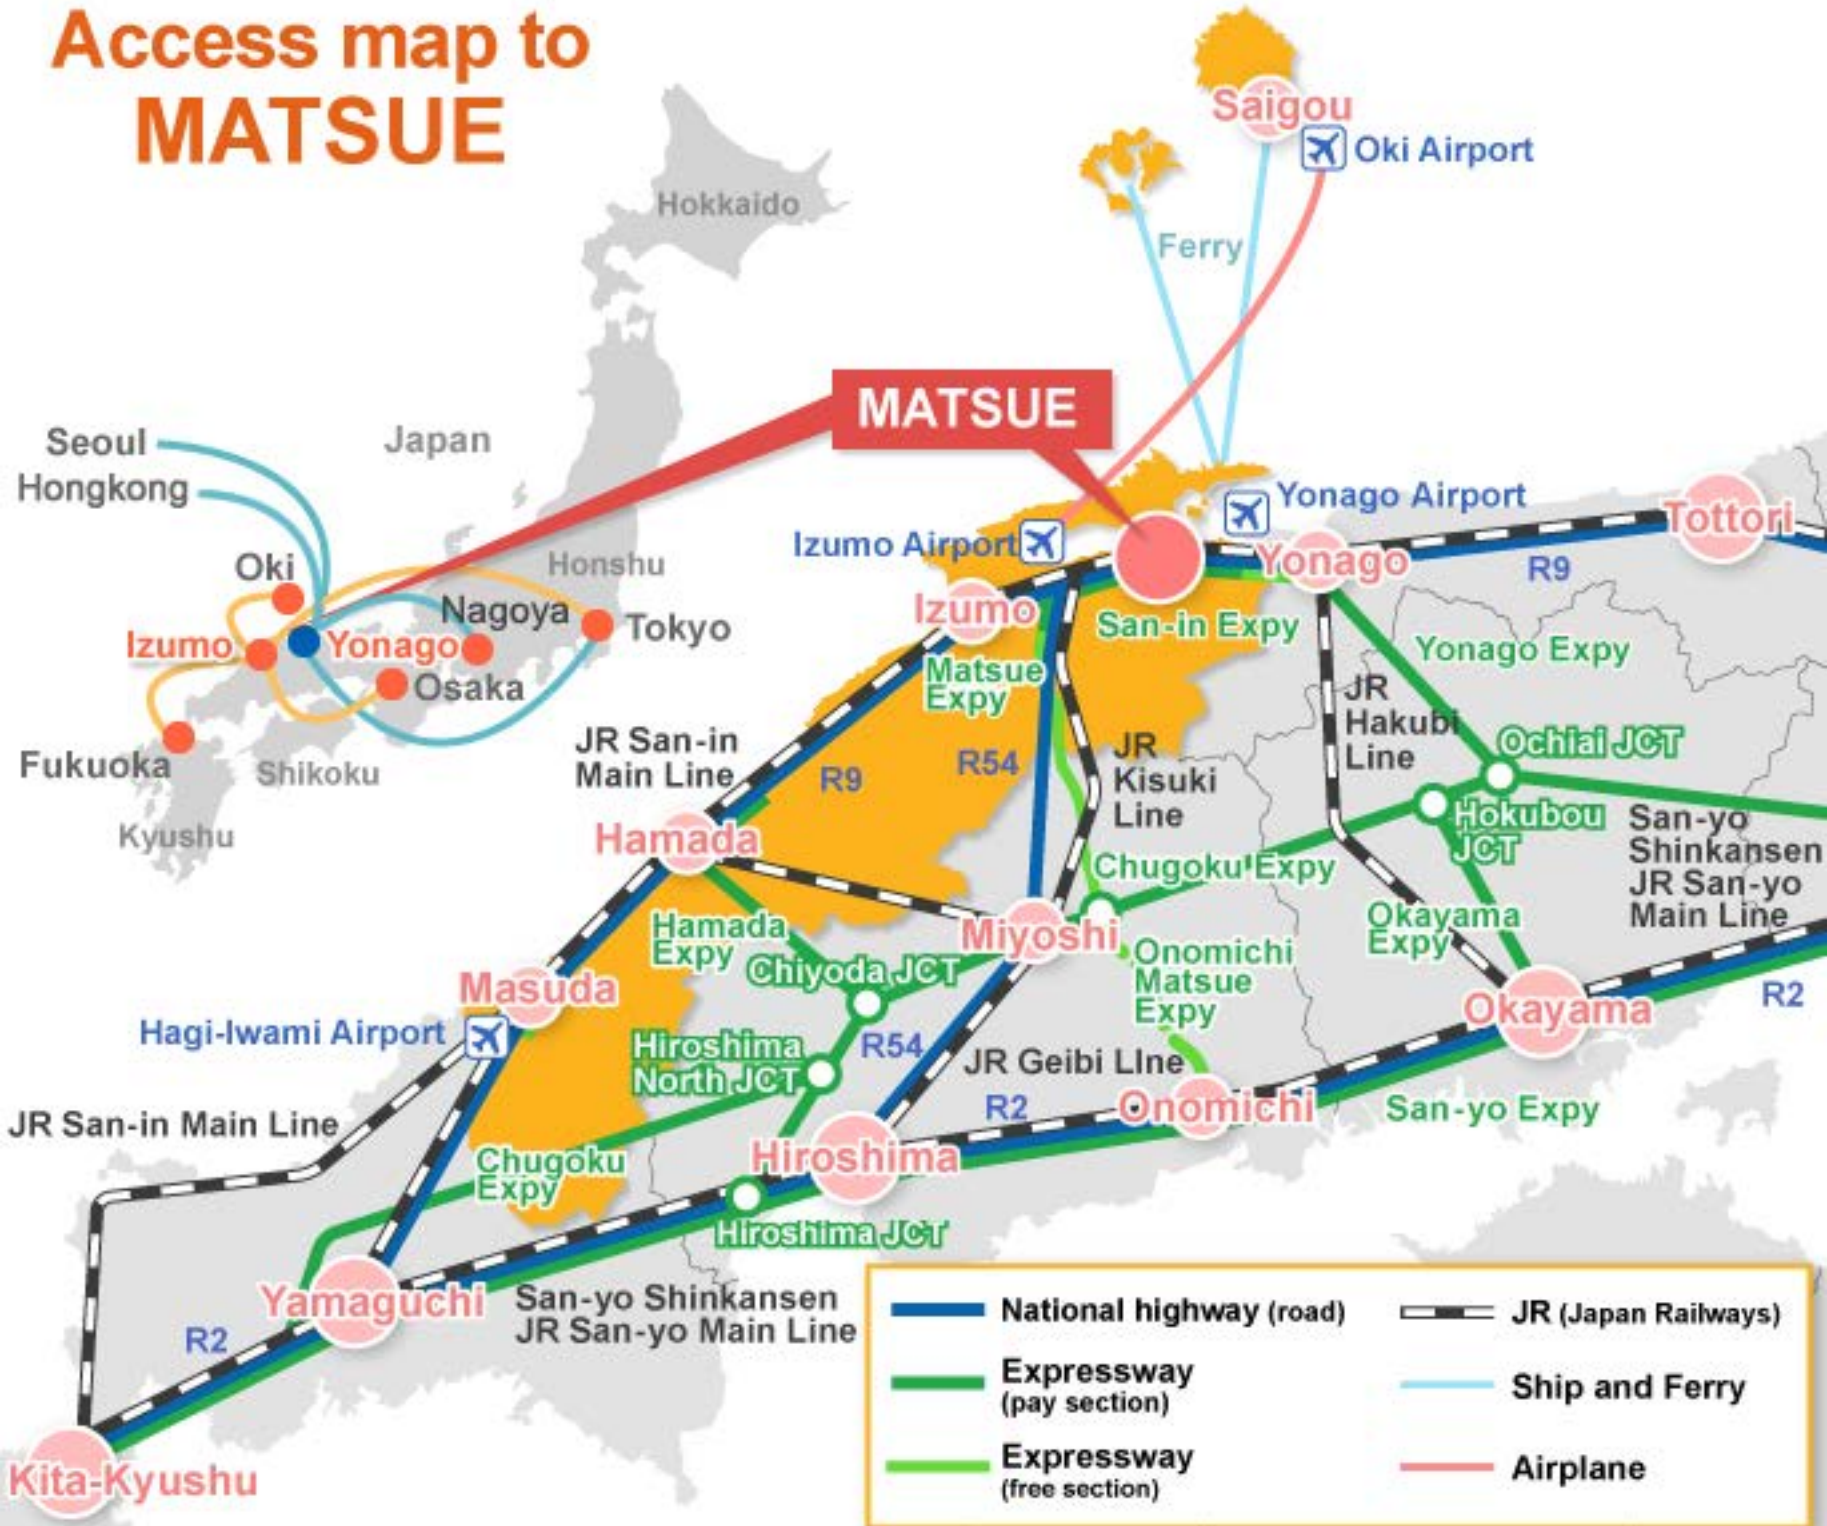 Access map to
MATSUE
Hokkaido
Saigou
Oki Airport
Ferry
MATSUE
Seoul
Hongkong
Japan
Honshu
Oki
Nagoya
Tokyo
Izumo
Yonago
Osaka
Fukuoka
Shikoku
Kyushu
Izumo Airport
Yonago Airport
Tottori
Yonago
R9
Izumo
San-in Expy
Matsue
Expy
Yonago Expy
JR
Hakubi
Line
JR San-in
Main Line
R9
R54
JR
Kisuki
Line
Ochiai JCT
Hokubou
JCT
San-yo
Shinkansen
JR San-yo
Main Line
Hamada
Chugoku Expy
Hamada
Expy
Miyoshi
Okayama
Expy
Chiyoda JCT
Onomichi
Matsue
Expy
Masuda
Okayama
R2
Hagi-Iwami Airport
Hiroshima
North JCT
R54
JR Geibi LIne
R2
Onomichi
San-yo Expy
JR San-in Main Line
Chugoku
Expy
Hiroshima
Hiroshima JCT
Yamaguchi
San-yo Shinkansen
JR San-yo Main Line
R2
Kita-Kyushu
National highway (road)
JR (Japan Railways)
Expressway
(pay section)
Ship and Ferry
Expressway
(free section)
Airplane